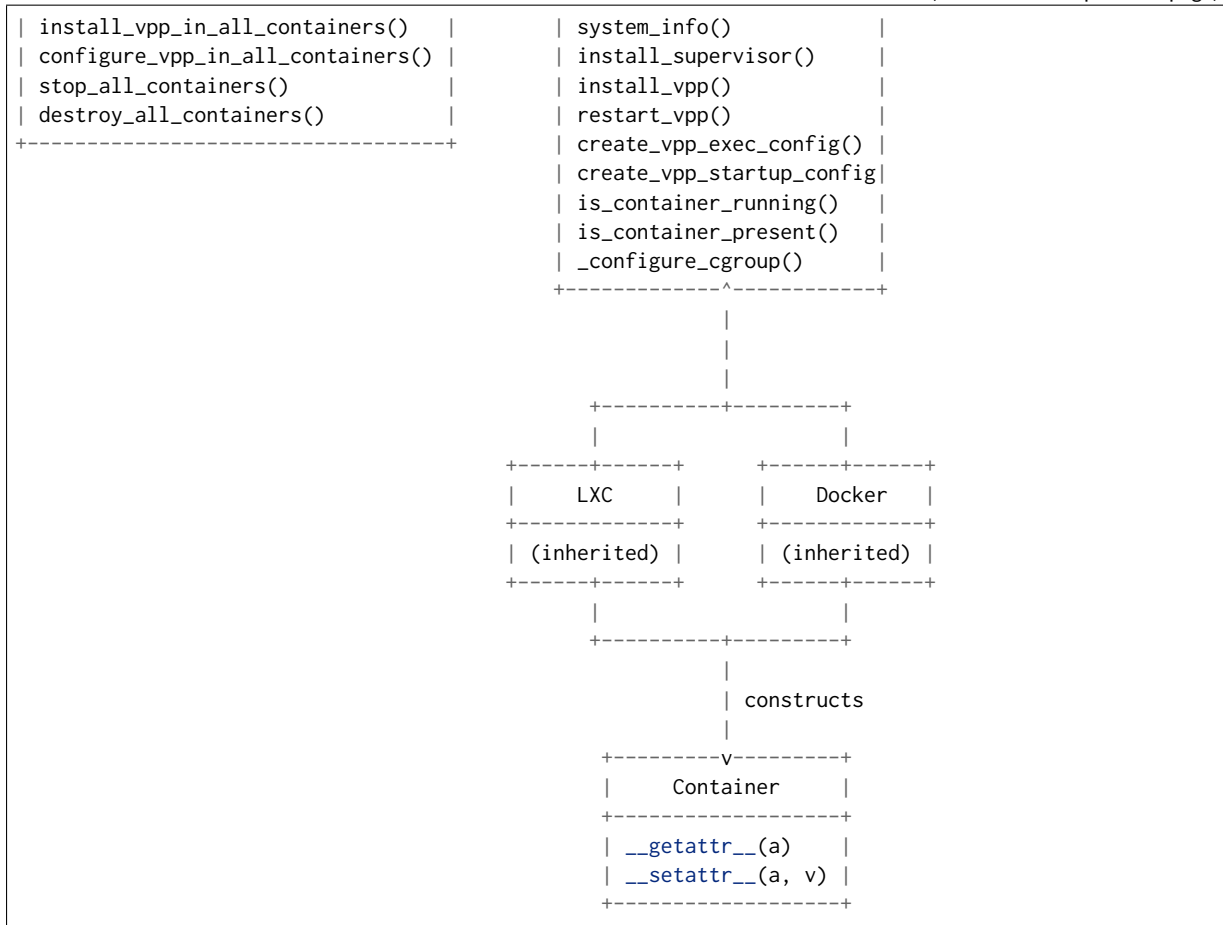 | install_vpp_in_all_containers()   |        | system_info()            |
| configure_vpp_in_all_containers() |        | install_supervisor()     |
| stop_all_containers()             |        | install_vpp()            |
| destroy_all_containers()          |        | restart_vpp()            |
+-----------------------------------+        | create_vpp_exec_config() |
                                             | create_vpp_startup_config|
                                             | is_container_running()   |
                                             | is_container_present()   |
                                             | _configure_cgroup()      |
                                             +-------------^------------+
                                                           |
                                                           |
                                                           |
                                                +----------+---------+
                                                |                    |
                                         +------+------+      +------+------+
                                         |     LXC     |      |    Docker   |
                                         +-------------+      +-------------+
                                         | (inherited) |      | (inherited) |
                                         +------+------+      +------+------+
                                                |                    |
                                                +----------+---------+
                                                           |
                                                           | constructs
                                                           |
                                                 +---------v---------+
                                                 |     Container     |
                                                 +-------------------+
                                                 | __getattr__(a)    |
                                                 | __setattr__(a, v) |
                                                 +-------------------+